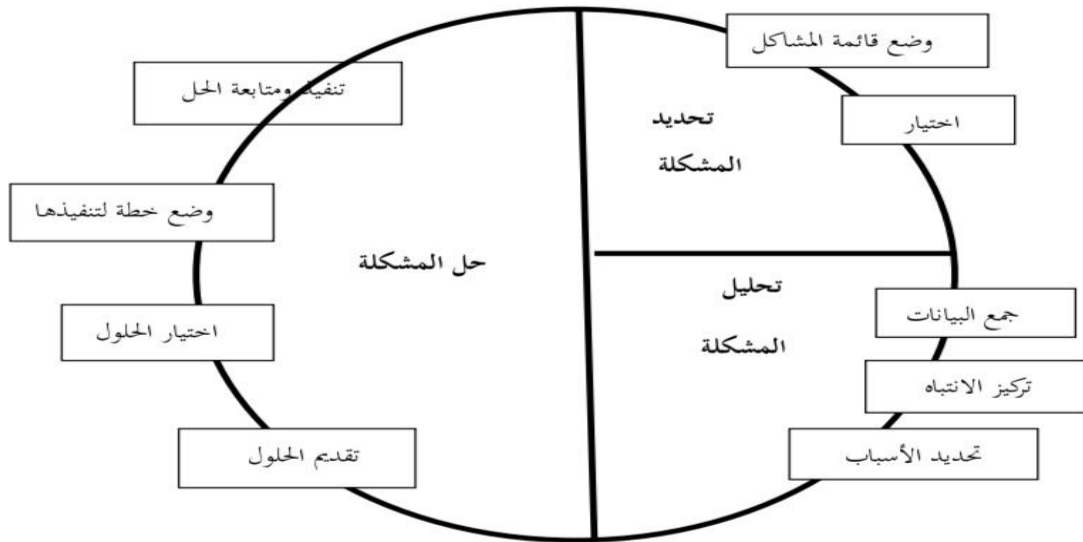 وضع قائمة المشاكل
اختيار
تحديد
المشكلة
جمع البيانات
تركيز الانتباه
تحديد الأسباب
تحليل
المشكلة
تقديم الحلول
اختيار الحلول
وضع خطة لتنفيذها
تنفيذ ومتابعة الحل
حل المشكلة